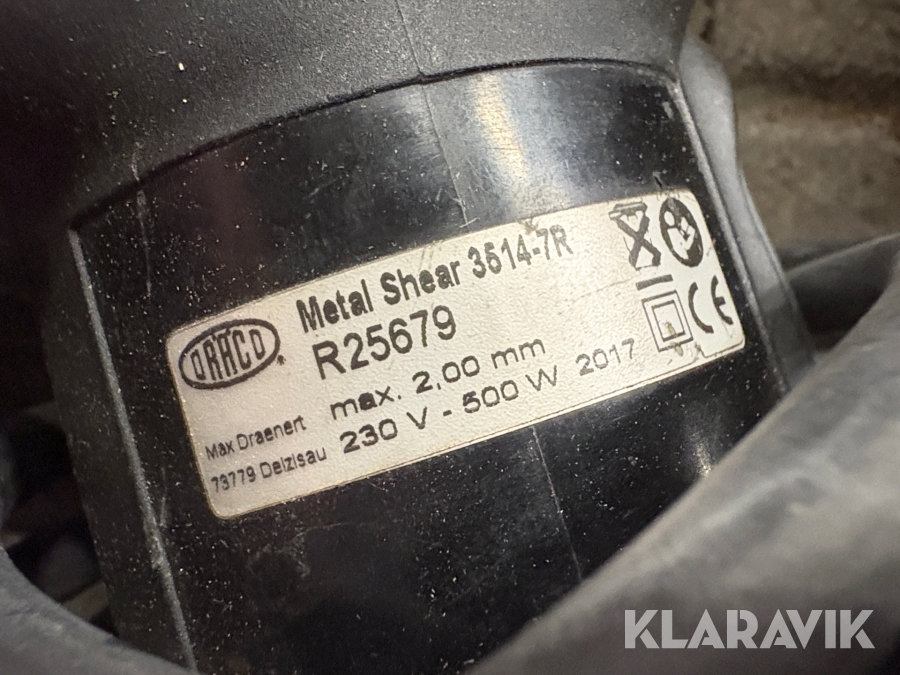 DRACO®
Metal Shear 3514-7R
R25679
max. 2,00 mm
230 V - 500 W 2017
Max Draenert
73779 Deizisau
CE
KLARAVIK